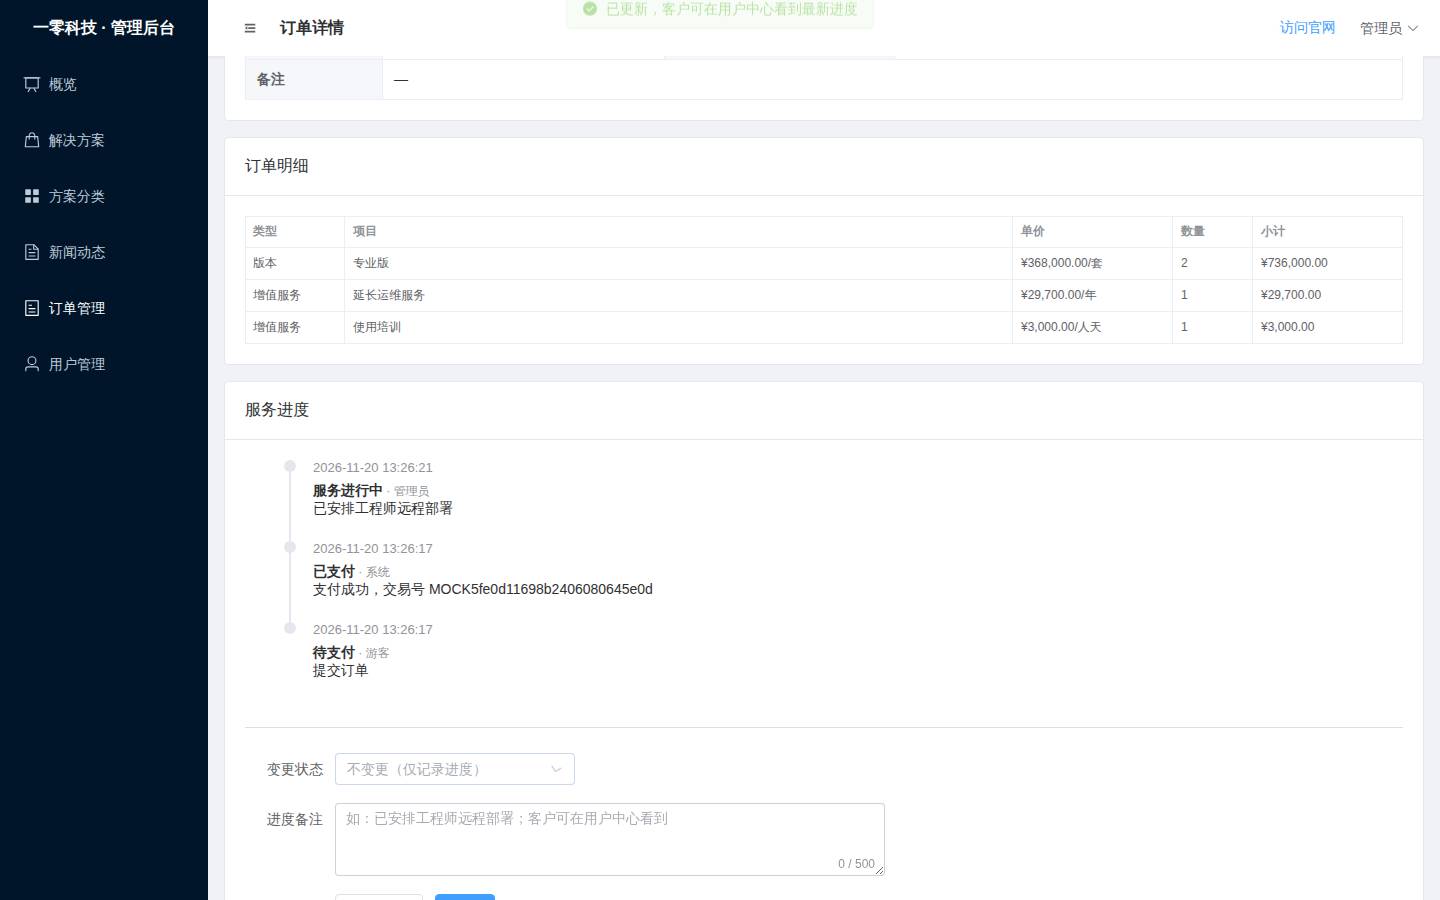 一零科技 · 管理后台
订单详情
已更新，客户可在用户中心看到最新进度
访问官网
管理员
概览
解决方案
方案分类
新闻动态
订单管理
用户管理
备注
—
订单明细
类型 项目 单价 数量 小计
版本 专业版 ¥368,000.00/套 2 ¥736,000.00
增值服务 延长运维服务 ¥29,700.00/年 1 ¥29,700.00
增值服务 使用培训 ¥3,000.00/人天 1 ¥3,000.00
服务进度
2026-11-20 13:26:21
服务进行中 · 管理员
已安排工程师远程部署
2026-11-20 13:26:17
已支付 · 系统
支付成功，交易号 MOCK5fe0d11698b2406080645e0d
2026-11-20 13:26:17
待支付 · 游客
提交订单
变更状态
不变更（仅记录进度）
进度备注
如：已安排工程师远程部署；客户可在用户中心看到
0 / 500